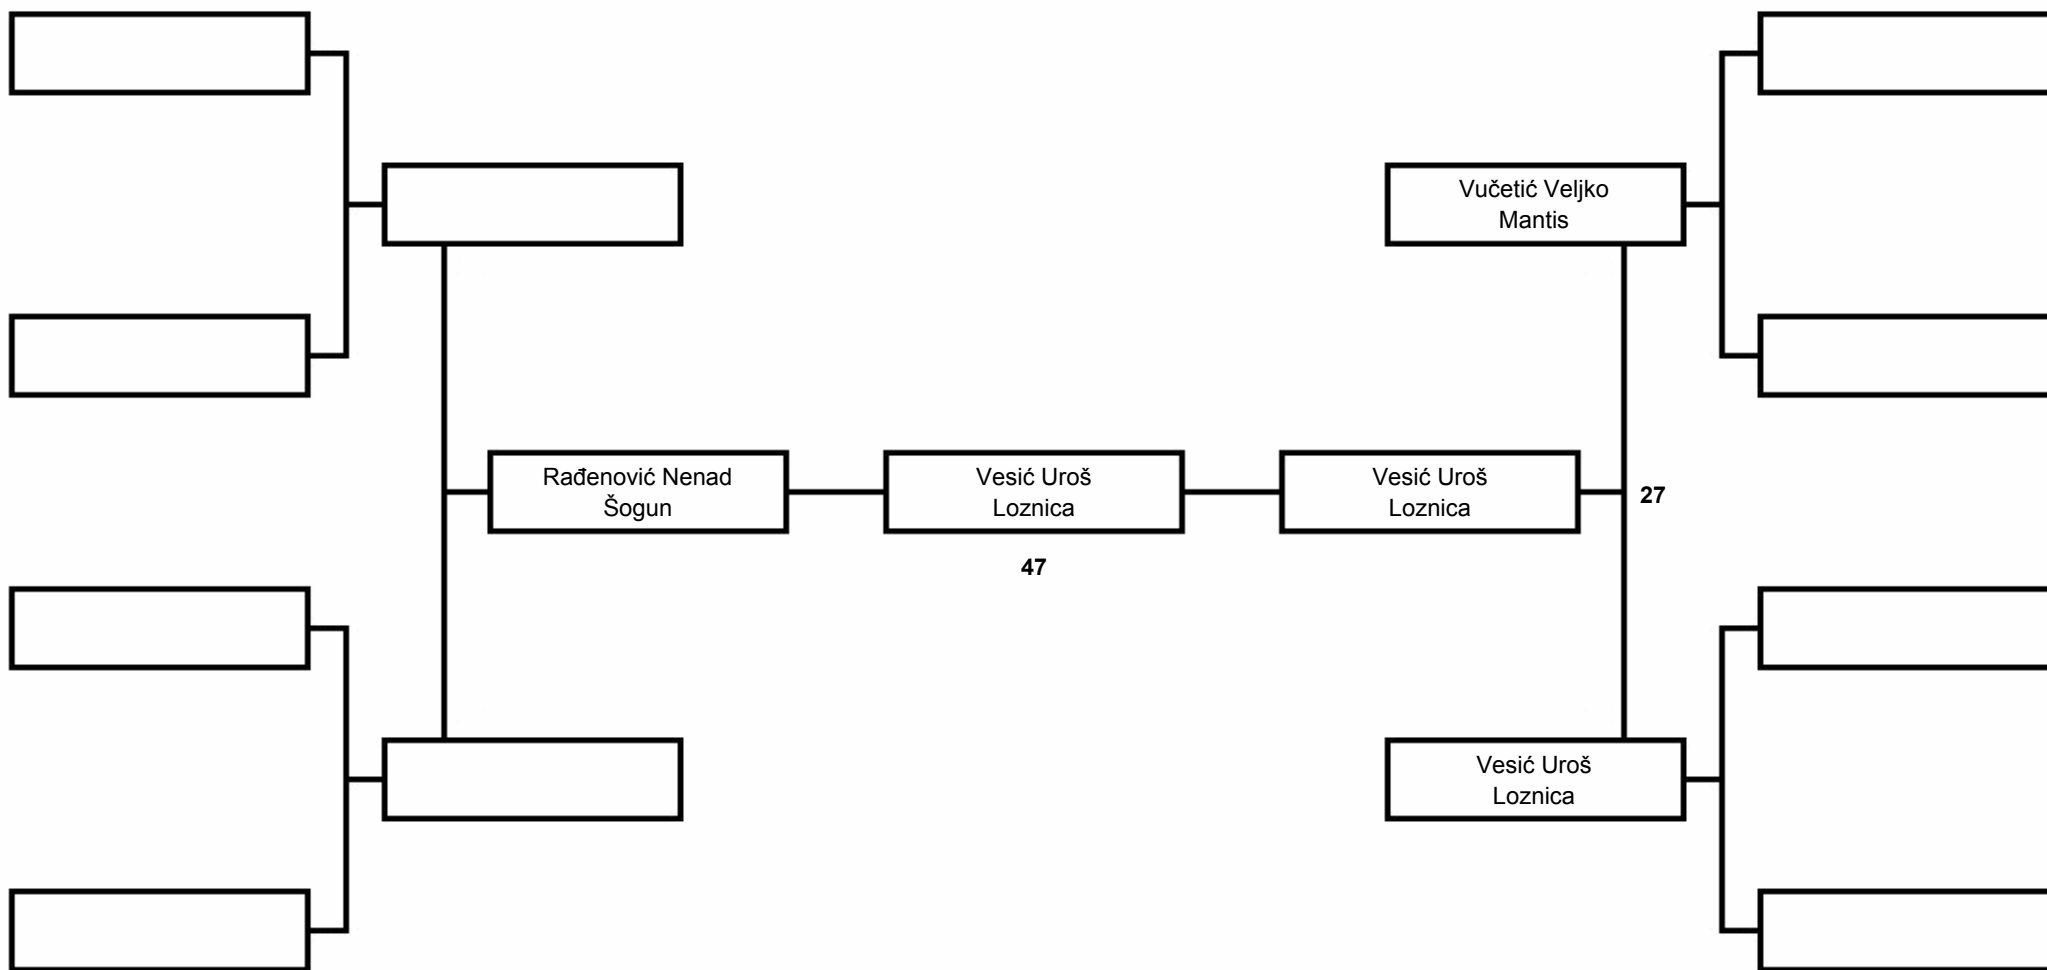 Vučetić Veljko
Mantis
Rađenović Nenad
Šogun
Vesić Uroš
Loznica
Vesić Uroš
Loznica
27
47
Vesić Uroš
Loznica